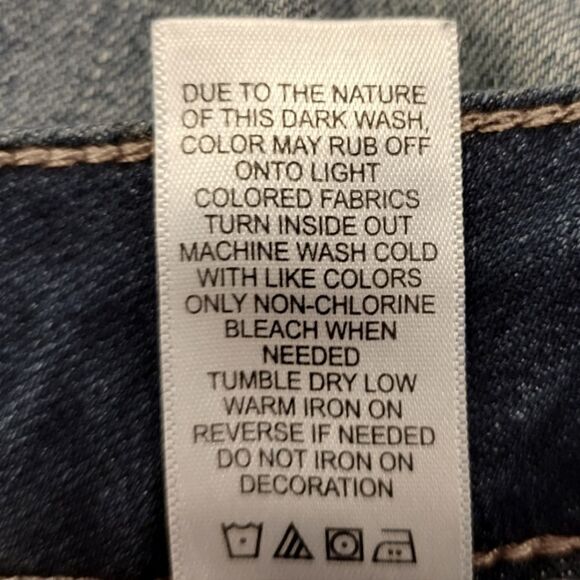 DUE TO THE NATURE
OF THIS DARK WASH,
COLOR MAY RUB OFF
ONTO LIGHT
COLORED FABRICS
TURN INSIDE OUT
MACHINE WASH COLD
WITH LIKE COLORS
ONLY NON-CHLORINE
BLEACH WHEN
NEEDED
TUMBLE DRY LOW
WARM IRON ON
REVERSE IF NEEDED
DO NOT IRON ON
DECORATION